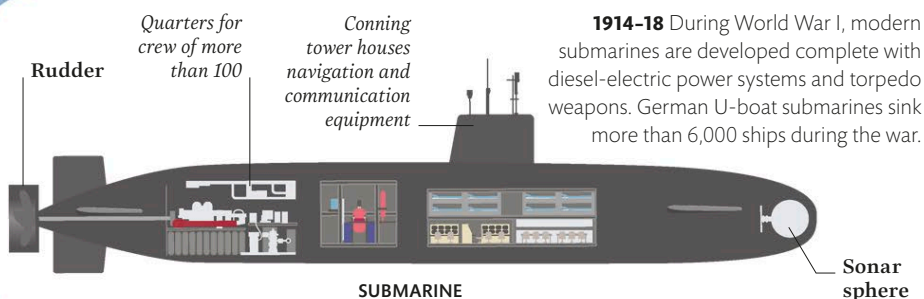 Rudder
Quarters for
crew of more
than 100
Conning
tower houses
navigation and
communication
equipment
1914–18 During World War I, modern
submarines are developed complete with
diesel-electric power systems and torpedo
weapons. German U-boat submarines sink
more than 6,000 ships during the war.
Sonar
sphere
SUBMARINE